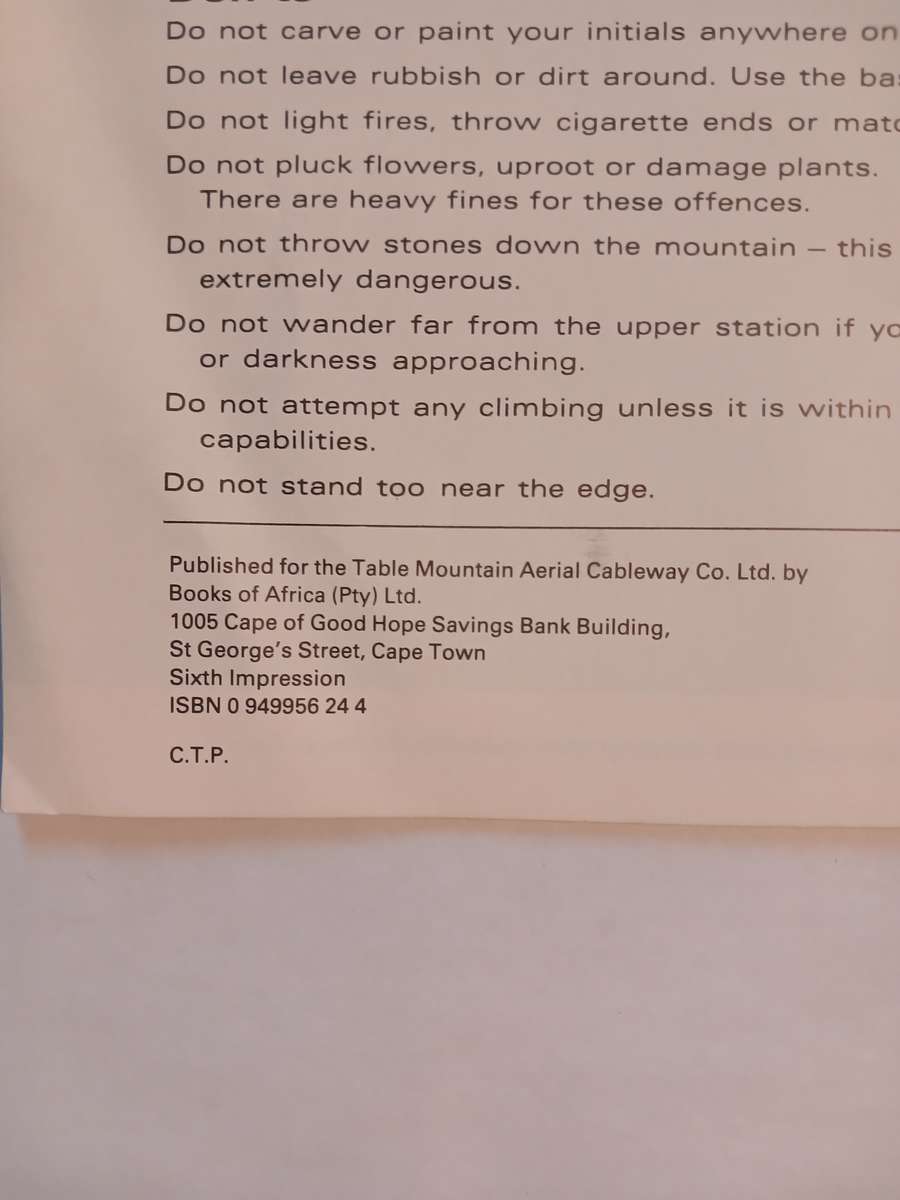 Do not carve or paint your initials anywhere on
Do not leave rubbish or dirt around. Use the
Do not light fires, throw cigarette ends or
Do not pluck flowers, uproot or damage plants.
There are heavy fines for these offences.
Do not throw stones down the mountain – this
extremely dangerous.
Do not wander far from the upper station if
or darkness approaching.
Do not attempt any climbing unless it is within
capabilities.
Do not stand too near the edge.
Published for the Table Mountain Aerial Cableway Co. Ltd. by
Books of Africa (Pty) Ltd.
1005 Cape of Good Hope Savings Bank Building,
St George's Street, Cape Town
Sixth Impression
ISBN 0 949956 24 4
C.T.P.